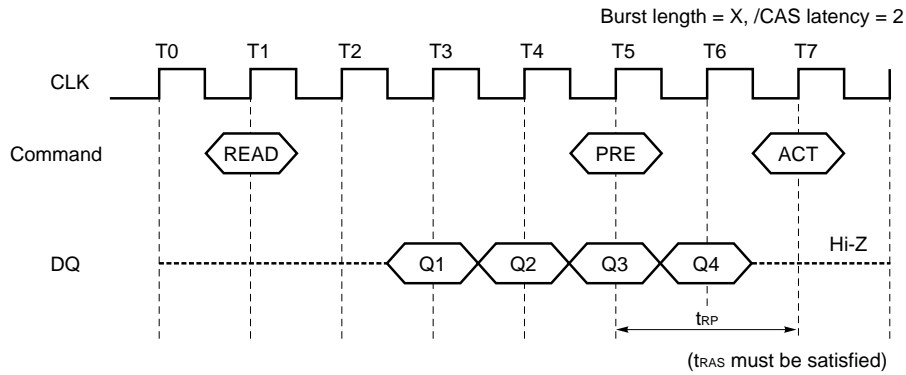 Burst length = X, /CAS latency = 2
T0 T1 T2 T3 T4 T5 T6 T7
CLK
Command READ PRE ACT
Hi-Z
DQ Q1 Q2 Q3 Q4
tRP
(tRAS must be satisfied)